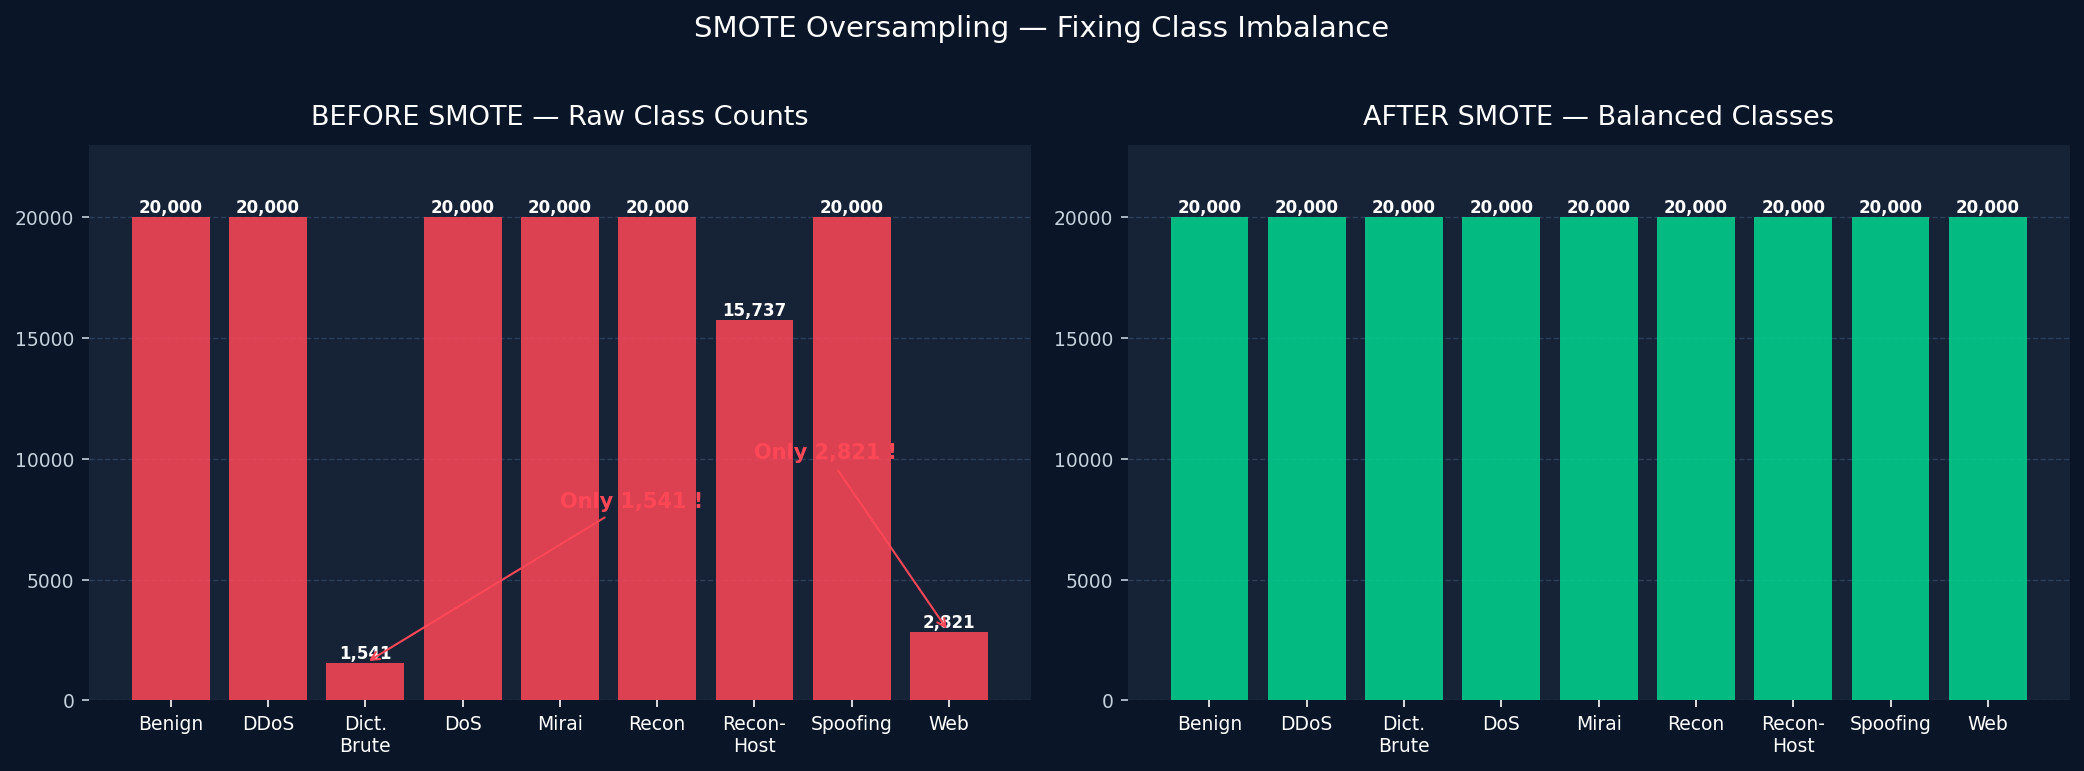 SMOTE Oversampling — Fixing Class Imbalance
BEFORE SMOTE — Raw Class Counts
20,000 20,000 20,000 20,000 20,000 20,000
15,737
Only 2,821 !
Only 1,541 !
2,821
1,541
20000
15000
10000
5000
0
Benign DDoS Dict. DoS Mirai Recon Recon- Spoofing Web
Brute Host
AFTER SMOTE — Balanced Classes
20,000 20,000 20,000 20,000 20,000 20,000 20,000 20,000 20,000
20000
15000
10000
5000
0
Benign DDoS Dict. DoS Mirai Recon Recon- Spoofing Web
Brute Host